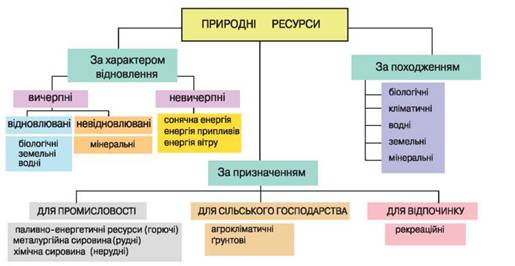 ПРИРОДНІ РЕСУРСИ
За характером
відновлення
За походженням
вичерпні
невичерпні
відновлювані
невідновлювані
сонячна енергія
енергія припливів
енергія вітру
біологічні
земельні
водні
мінеральні
біологічні
кліматичні
водні
земельні
мінеральні
За призначенням
ДЛЯ ПРОМИСЛОВОСТІ
ДЛЯ СІЛЬСЬКОГО ГОСПОДАРСТВА
ДЛЯ ВІДПОЧИНКУ
паливно-енергетичні ресурси (горючі)
металургійна сировина (рудні)
хімічна сировина (нерудні)
агрокліматичні
ґрунтові
рекреаційні